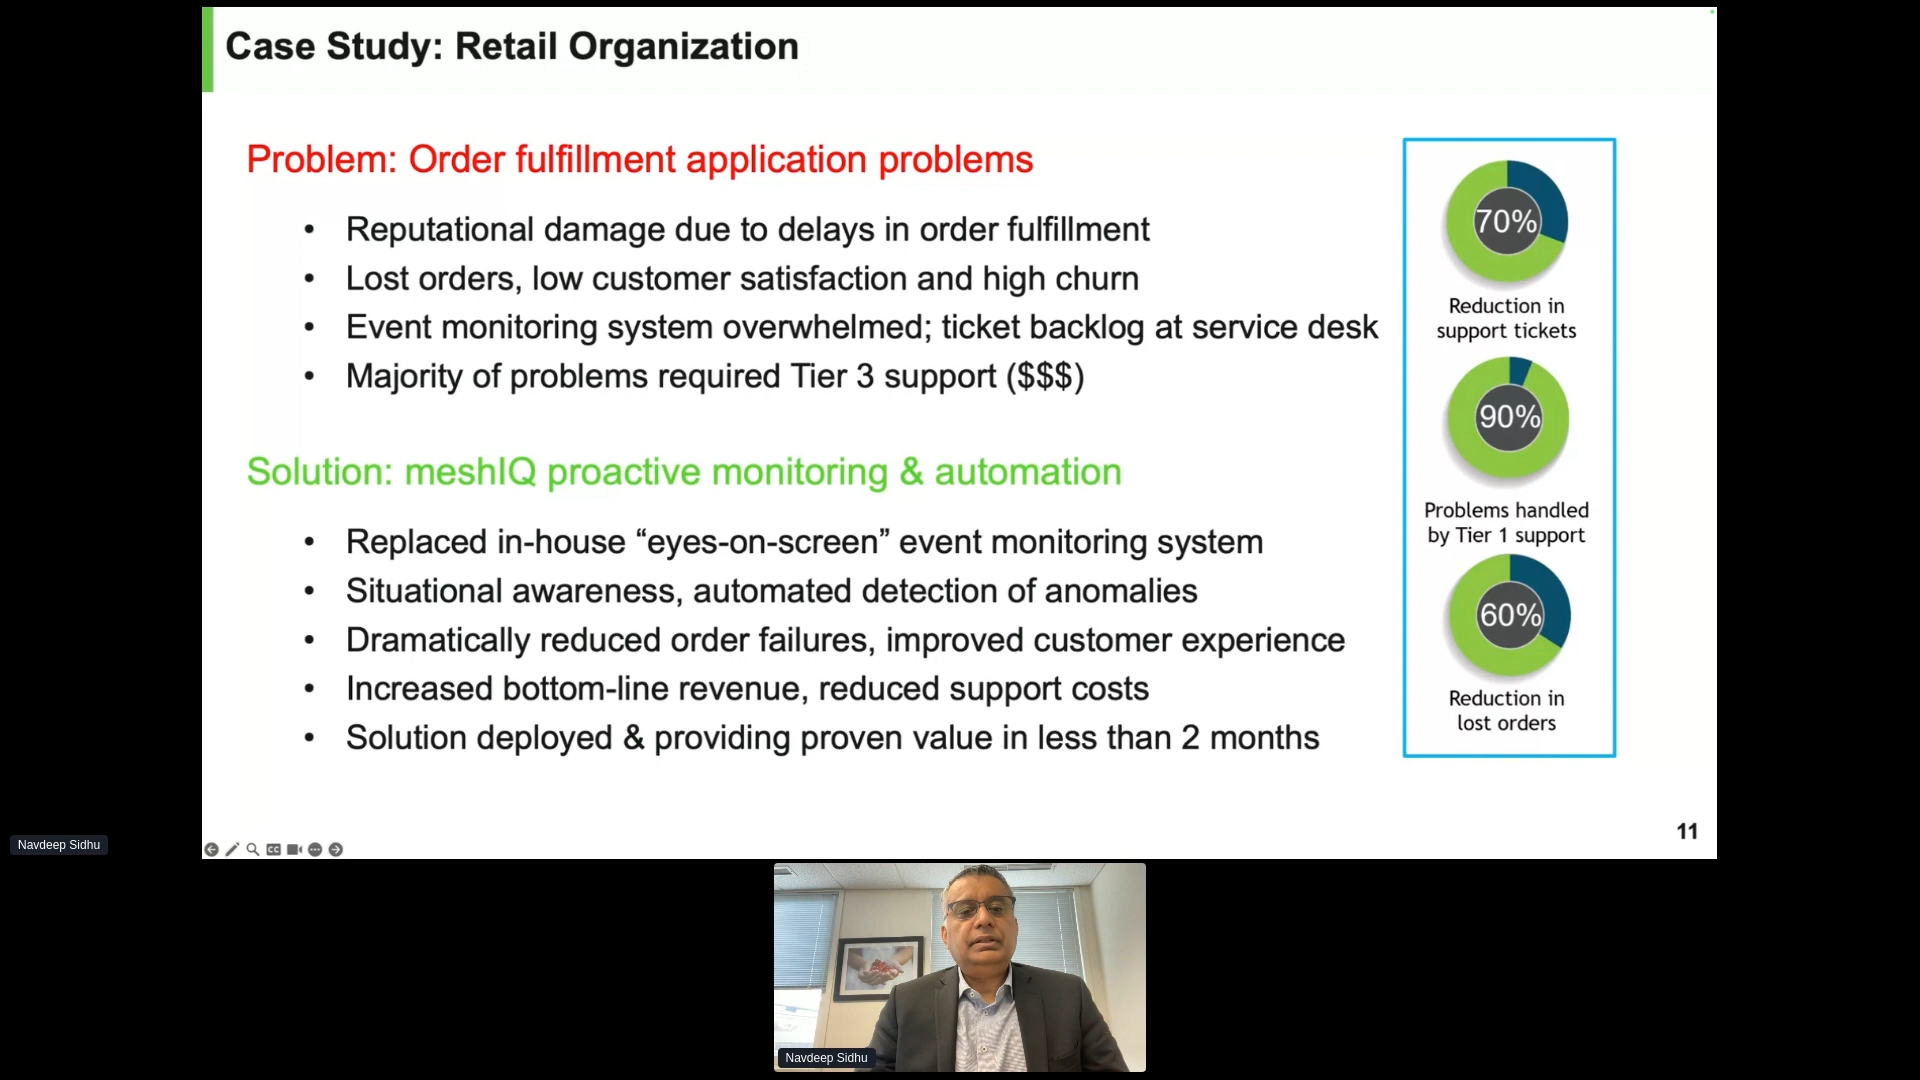 Case Study: Retail Organization
Problem: Order fulfillment application problems
• Reputational damage due to delays in order fulfillment
• Lost orders, low customer satisfaction and high churn
• Event monitoring system overwhelmed; ticket backlog at service desk
• Majority of problems required Tier 3 support ($$$)
Solution: meshIQ proactive monitoring & automation
• Replaced in-house “eyes-on-screen” event monitoring system
• Situational awareness, automated detection of anomalies
• Dramatically reduced order failures, improved customer experience
• Increased bottom-line revenue, reduced support costs
• Solution deployed & providing proven value in less than 2 months
70%
Reduction in
support tickets
90%
Problems handled
by Tier 1 support
60%
Reduction in
lost orders
11
CC
Navdeep Sidhu
Navdeep Sidhu